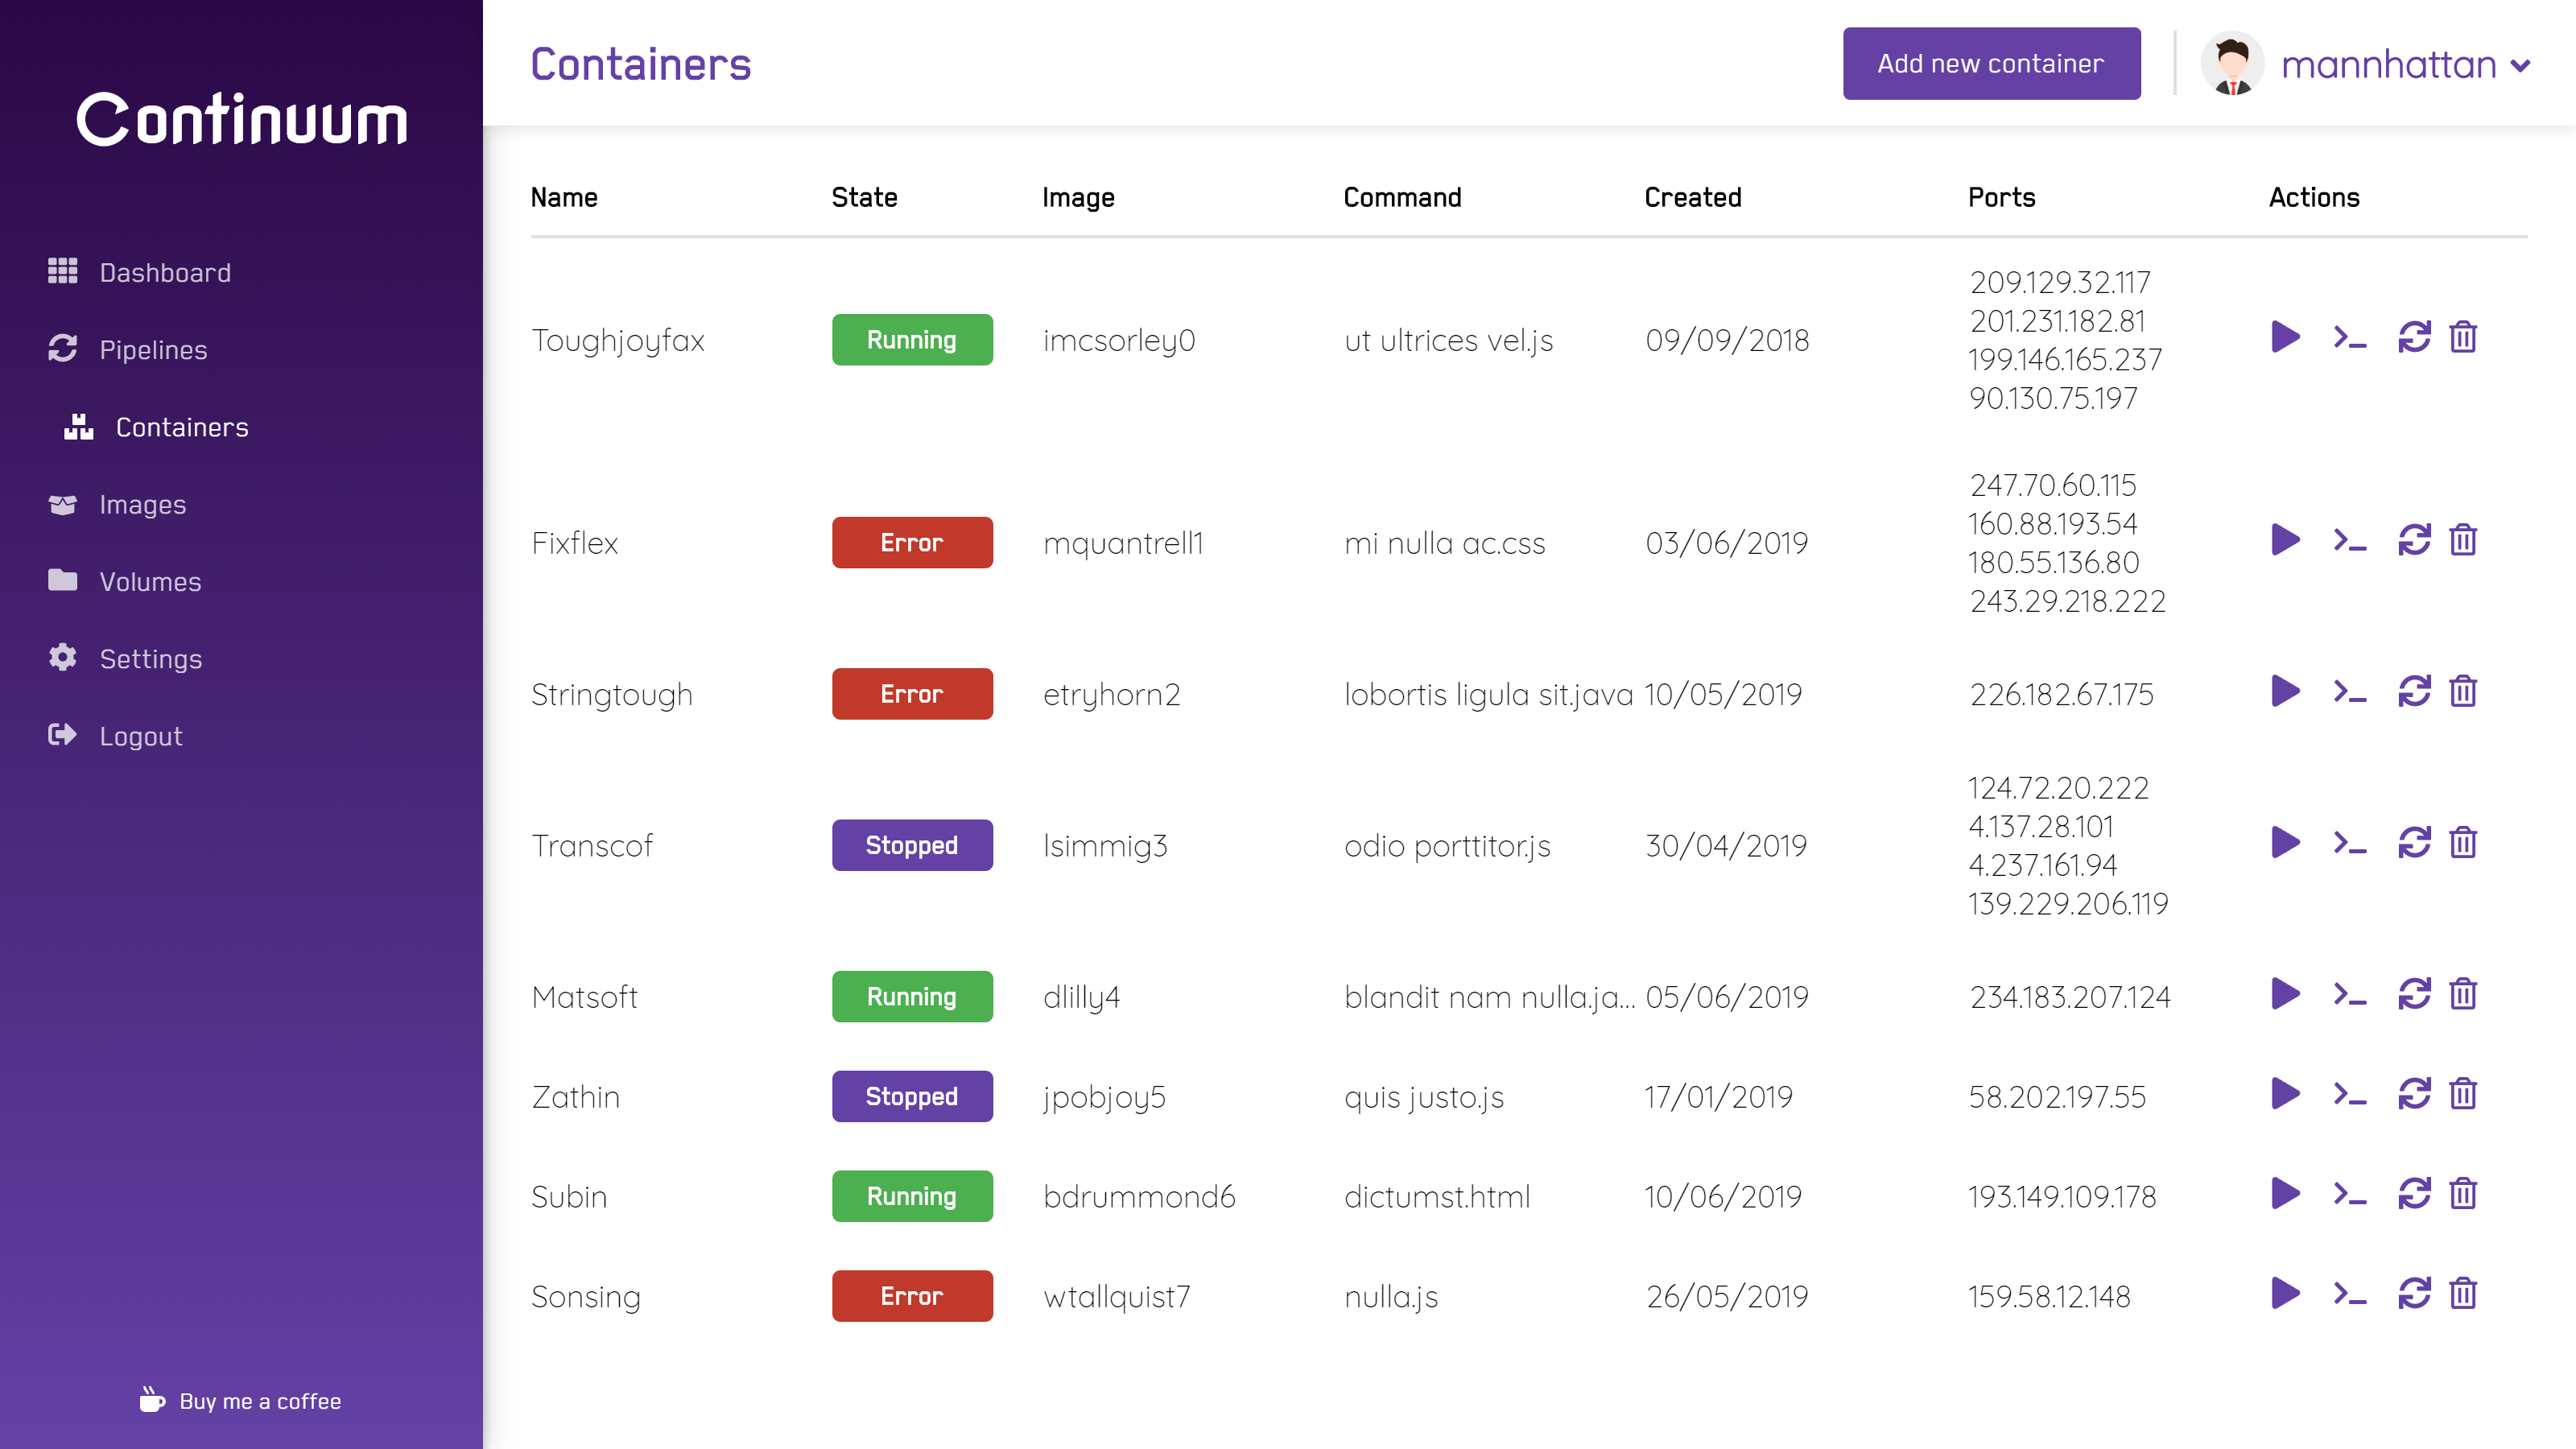 Continuum
Dashboard
Pipelines
Containers
Images
Volumes
Settings
Logout
Buy me a coffee
Containers
Add new container
mannhattan
Name State Image Command Created Ports Actions
Toughjoyfax Running imcsorley0 ut ultrices vel.js 09/09/2018
209.129.32.117
201.231.182.81
199.146.165.237
90.130.75.197
Fixflex Error mquantrell1 mi nulla ac.css 03/06/2019
247.70.60.115
160.88.193.54
180.55.136.80
243.29.218.222
Stringtough Error etryhorn2 lobortis ligula sit.java 10/05/2019 226.182.67.175
Transcof Stopped lsimmig3 odio porttitor.js 30/04/2019
124.72.20.222
4.137.28.101
4.237.161.94
139.229.206.119
Matsoft Running dlilly4 blandit nam nulla.ja... 05/06/2019 234.183.207.124
Zathin Stopped jpobjoy5 quis justo.js 17/01/2019 58.202.197.55
Subin Running bdrummond6 dictumst.html 10/06/2019 193.149.109.178
Sonsing Error wtallquist7 nulla.js 26/05/2019 159.58.12.148